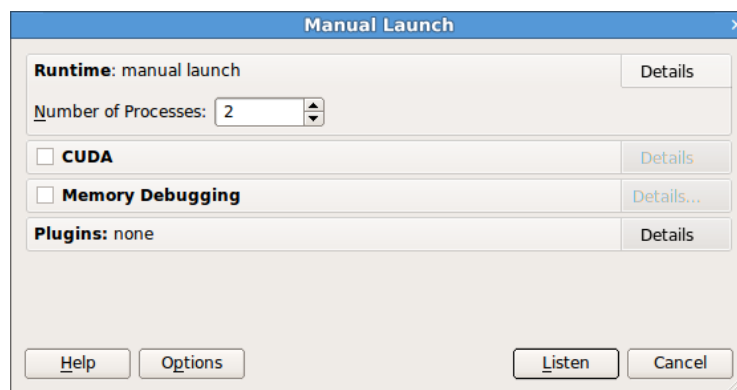 Manual Launch
Runtime: manual launch Details
Number of Processes: 2
CUDA Details
Memory Debugging Details...
Plugins: none Details
Help Options Listen Cancel